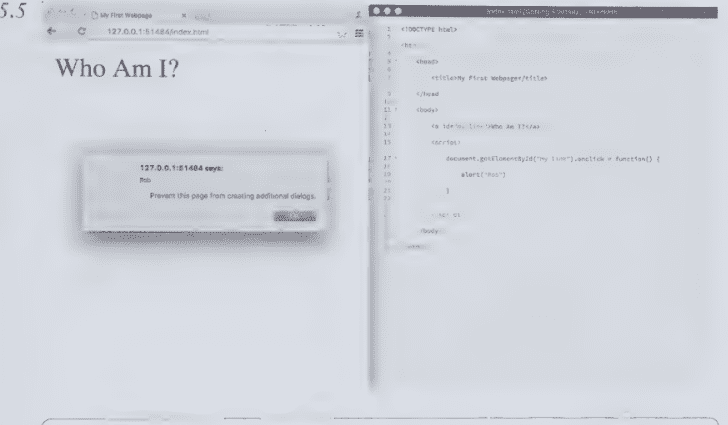 5.5
My First Webpage
127.0.0.1:51484/index.html
Who Am I?
127.0.0.1:51484 says:
Rob
Prevent this page from creating additional dialogs.
<!DOCTYPE html>
<head>
<title>My First Webpage</title>
</head>
<body>
Who Am I?</a>
<script>
document.getElementById("my link").onclick = function() {
alert("Rob")
}
</body>